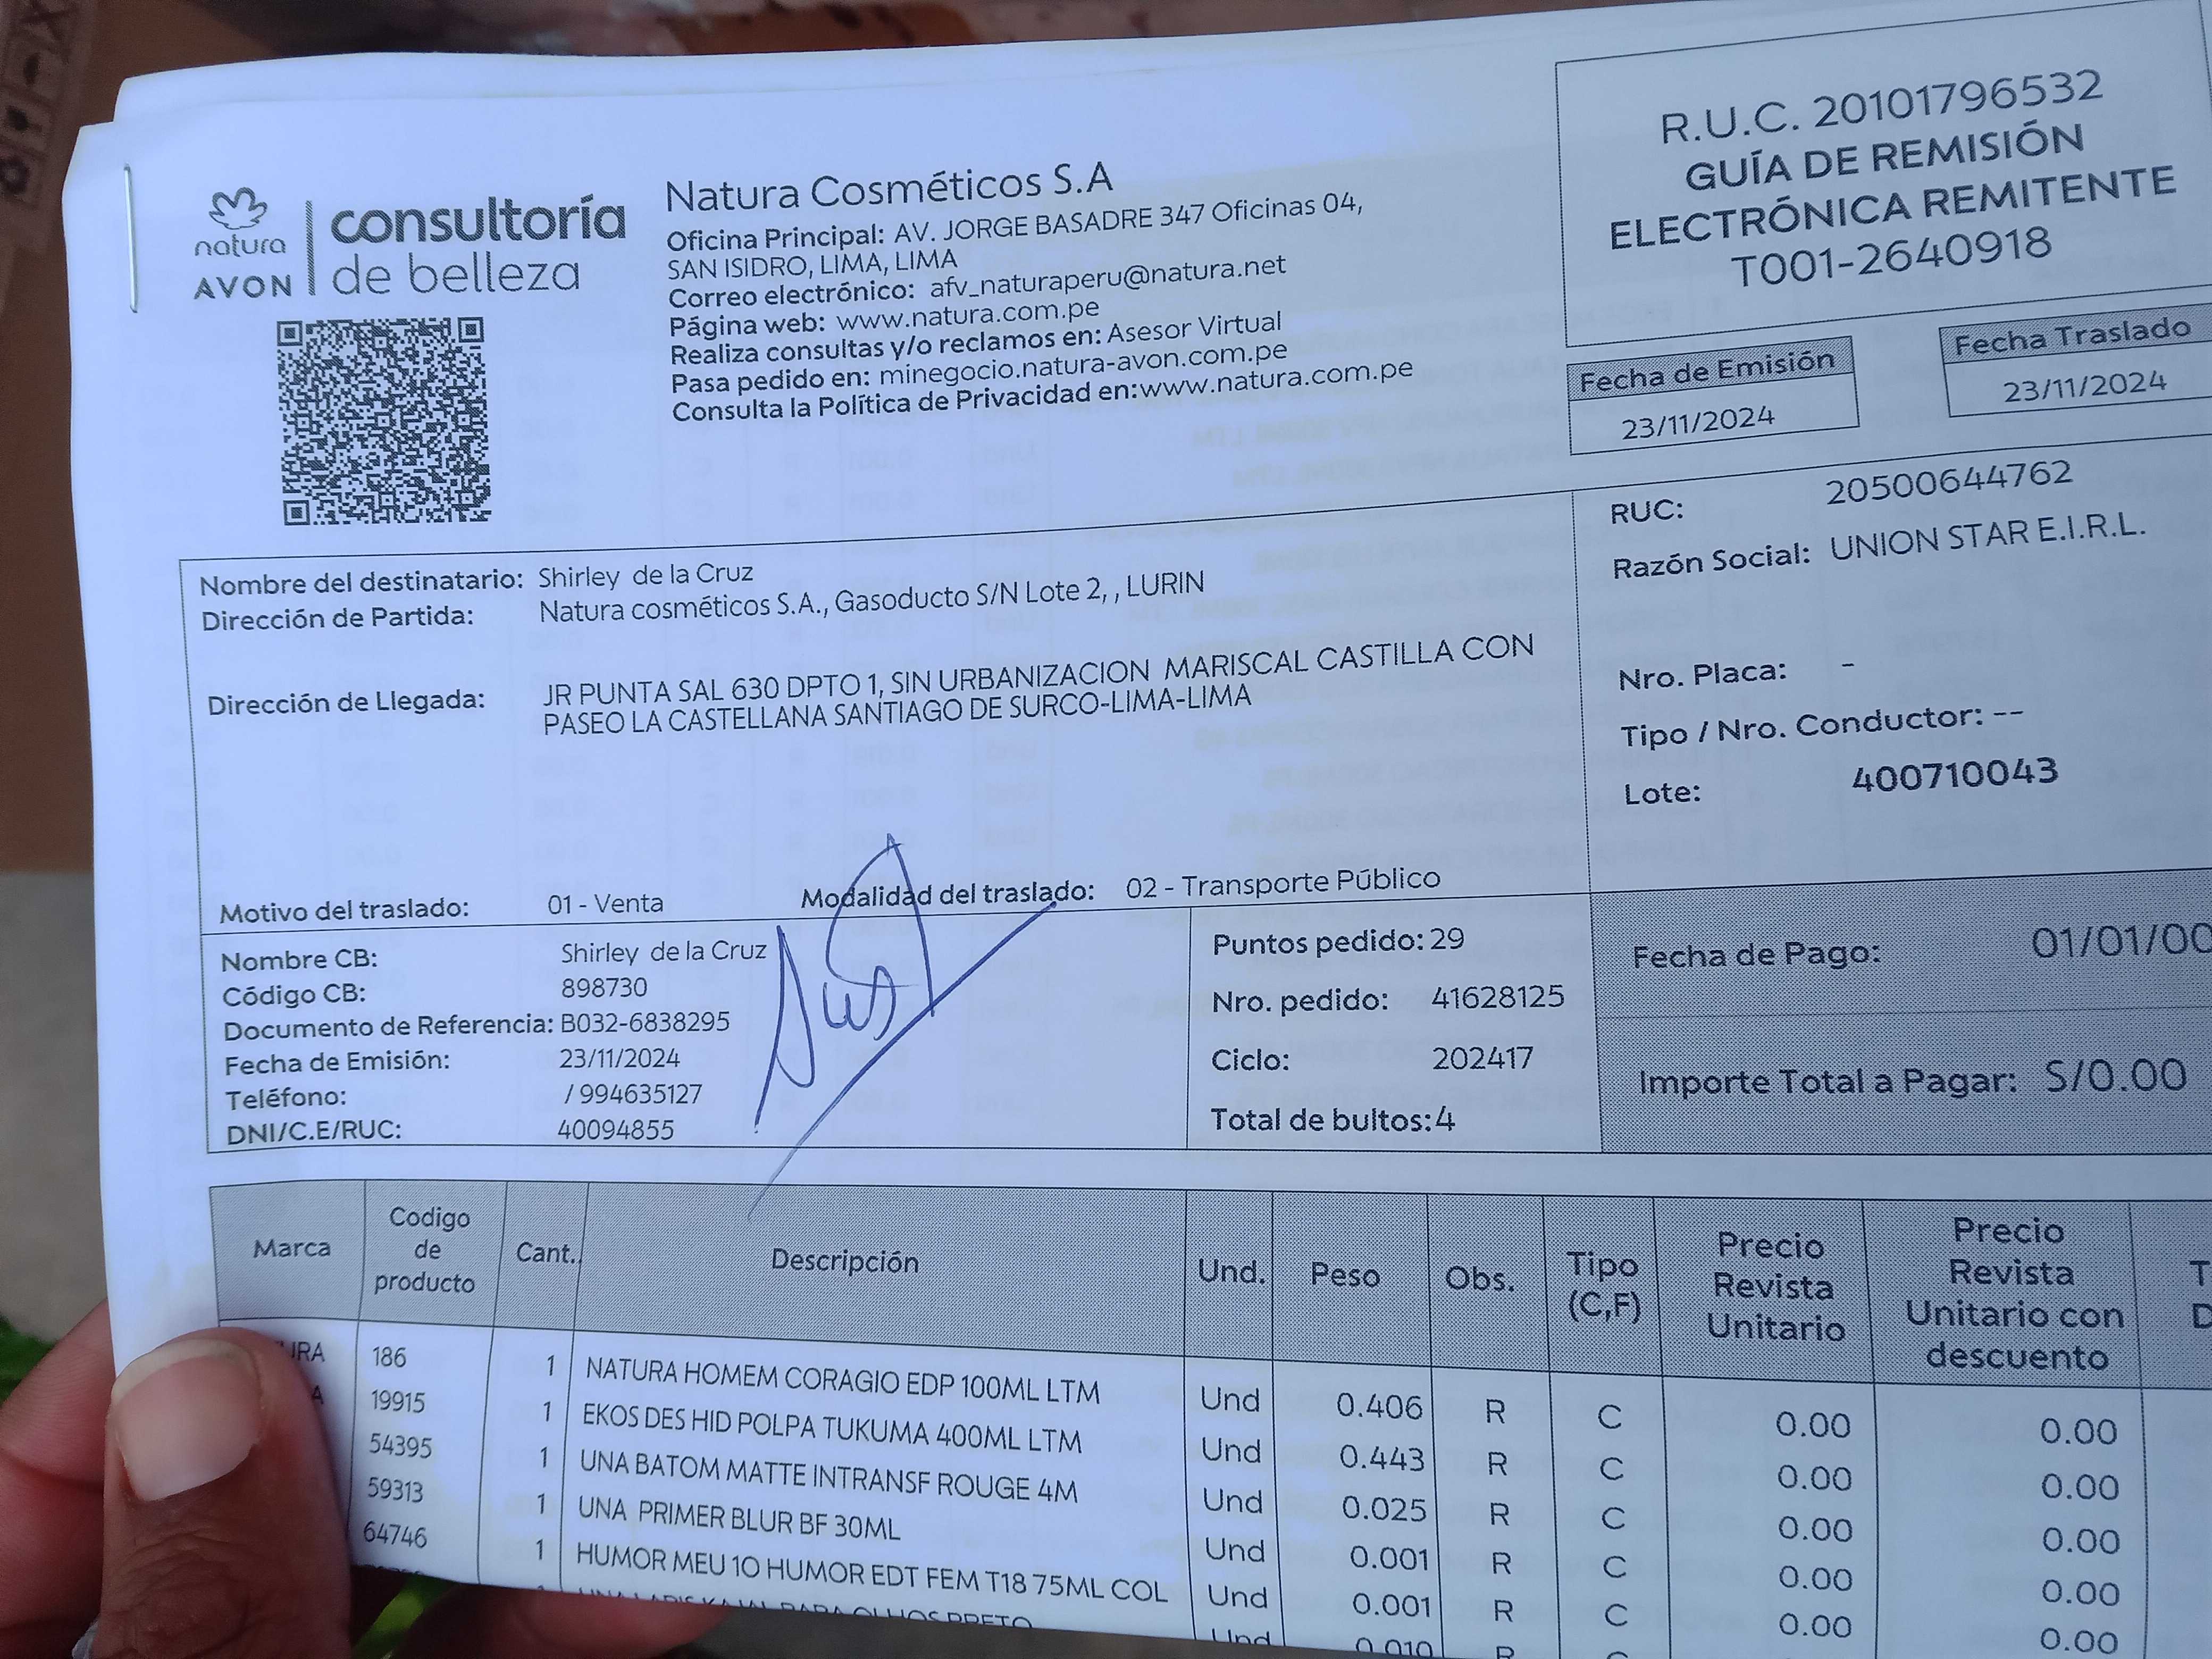 natura
AVON
consultoría
de belleza
Natura Cosméticos S.A
Oficina Principal: AV. JORGE BASADRE 347 Oficinas 04,
SAN ISIDRO, LIMA, LIMA
Correo electrónico: afv_naturaperu@natura.net
Página web: www.natura.com.pe
Realiza consultas y/o reclamos en: Asesor Virtual
Pasa pedido en: minegocio.natura-avon.com.pe
Consulta la Política de Privacidad en:www.natura.com.pe
R.U.C. 20101796532
GUÍA DE REMISIÓN
ELECTRÓNICA REMITENTE
T001-2640918
Fecha de Emisión
23/11/2024
Fecha Traslado
23/11/2024
Nombre del destinatario: Shirley de la Cruz
Dirección de Partida: Natura cosméticos S.A., Gasoducto S/N Lote 2, , LURIN
Dirección de Llegada: JR PUNTA SAL 630 DPTO 1, SIN URBANIZACION MARISCAL CASTILLA CON
PASEO LA CASTELLANA SANTIAGO DE SURCO-LIMA-LIMA
Motivo del traslado: 01 - Venta Modalidad del traslado: 02 - Transporte Público
RUC: 20500644762
Razón Social: UNION STAR E.I.R.L.
Nro. Placa: -
Tipo / Nro. Conductor: --
Lote: 400710043
Nombre CB: Shirley de la Cruz
Código CB: 898730
Documento de Referencia: B032-6838295
Fecha de Emisión: 23/11/2024
Teléfono: / 994635127
DNI/C.E/RUC: 40094855
Puntos pedido: 29
Nro. pedido: 41628125
Ciclo: 202417
Total de bultos: 4
Fecha de Pago: 01/01/00
Importe Total a Pagar: S/0.00
Marca Codigo de producto Cant. Descripción Und. Peso Obs. Tipo (C,F) Precio Revista Unitario Precio Revista Unitario con descuento
URA 186 1 NATURA HOMEM CORAGIO EDP 100ML LTM Und 0.406 R C 0.00 0.00
A 19915 1 EKOS DES HID POLPA TUKUMA 400ML LTM Und 0.443 R C 0.00 0.00
54395 1 UNA BATOM MATTE INTRANSF ROUGE 4M Und 0.025 R C 0.00 0.00
59313 1 UNA PRIMER BLUR BF 30ML Und 0.001 R C 0.00 0.00
64746 1 HUMOR MEU 1O HUMOR EDT FEM T18 75ML COL Und 0.001 R C 0.00 0.00
UNA LAPIS KAJAL PARA OLHOS PRETO Und 0.010 R